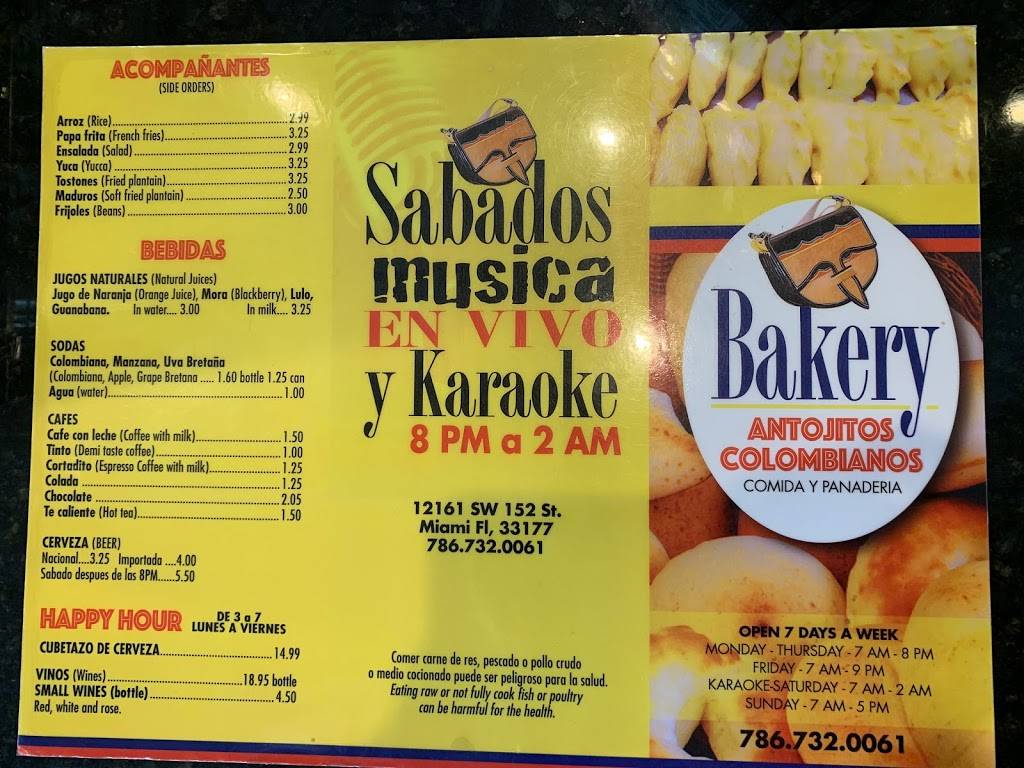 ACOMPAÑANTES
(SIDE ORDERS)
Arroz (Rice)..........2.99
Papa frita (French fries)..........3.25
Ensalada (Salad)..........2.99
Yuca (Yucca)..........3.25
Tostones (Fried plantain)..........3.25
Maduros (Soft fried plantain)..........2.50
Frijoles (Beans)..........3.00
BEBIDAS
JUGOS NATURALES (Natural Juices)
Jugo de Naranja (Orange Juice), Mora (Blackberry), Lulo,
Guanabana. In water.... 3.00 In milk.... 3.25
SODAS
Colombiana, Manzana, Uva Bretaña
(Colombiana, Apple, Grape Bretana ..... 1.60 bottle 1.25 can
Agua (water)..........1.00
CAFES
Cafe con leche (Coffee with milk)..........1.50
Tinto (Demi taste coffee)..........1.00
Cortadito (Espresso Coffee with milk)..........1.25
Colada ..........1.25
Chocolate ..........2.05
Te caliente (Hot tea)..........1.50
CERVEZA (BEER)
Nacional....3.25 Importada ....4.00
Sabado despues de las 8PM......5.50
HAPPY HOUR DE 3 a 7
LUNES A VIERNES
CUBETAZO DE CERVEZA..........14.99
VINOS (Wines)..........18.95 bottle
SMALL WINES (bottle)..........4.50
Red, white and rose.
Sabados
musica
EN VIVO
y Karaoke
8 PM a 2 AM
12161 SW 152 St.
Miami Fl, 33177
786.732.0061
Comer carne de res, pescado o pollo crudo
o medio cocionado puede ser peligroso para la salud.
Eating raw or not fully cook fish or poultry
can be harmful for the health.
Bakery
ANTOJITOS
COLOMBIANOS
COMIDA Y PANADERIA
OPEN 7 DAYS A WEEK
MONDAY - THURSDAY - 7 AM - 8 PM
FRIDAY - 7 AM - 9 PM
KARAOKE-SATURDAY - 7 AM - 2 AM
SUNDAY - 7 AM - 5 PM
786.732.0061